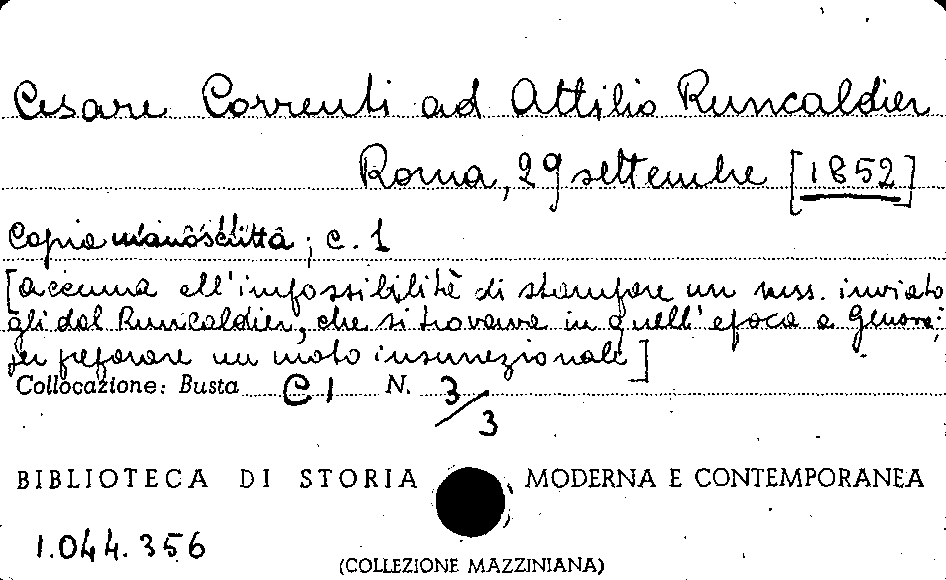 Cesare Correnti ad Attilio Runcaldier
Roma, 29 settembre [1852]
Copia manoscritta; c. 1
[accenna all'impossibilità di stampare un mss. inviato
gli dal Runcaldier, che si trovava in quell'epoca a Genova;
per preparare un moto insurrezionale]
Collocazione: Busta C 1 N. 3/3
BIBLIOTECA DI STORIA MODERNA E CONTEMPORANEA
1.044.356
(COLLEZIONE MAZZINIANA)